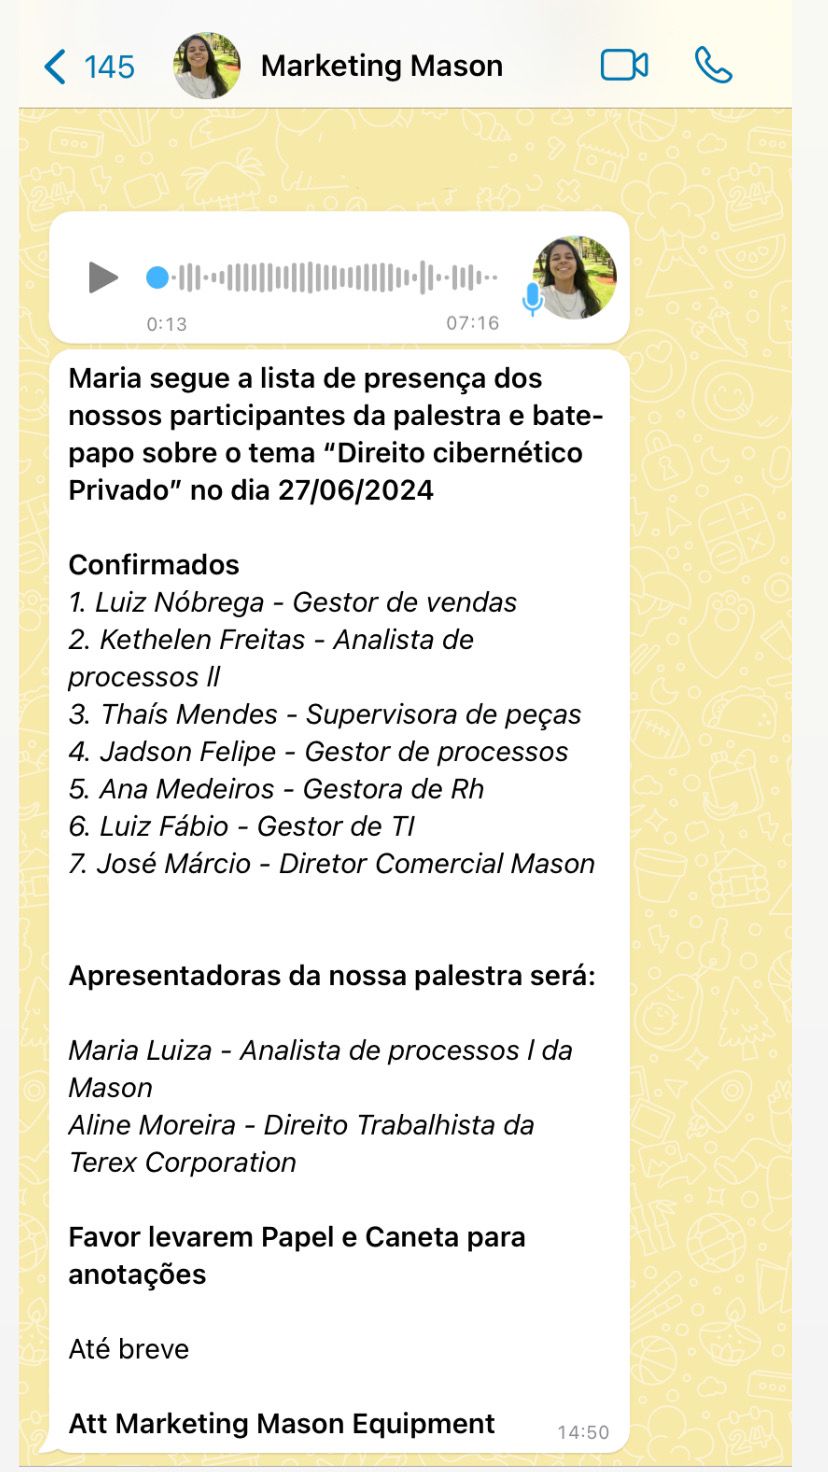 145
Marketing Mason
0:13
07:16
Maria segue a lista de presença dos
nossos participantes da palestra e bate-
papo sobre o tema “Direito cibernético
Privado” no dia 27/06/2024
Confirmados
1. Luiz Nóbrega - Gestor de vendas
2. Kethelen Freitas - Analista de
processos ll
3. Thaís Mendes - Supervisora de peças
4. Jadson Felipe - Gestor de processos
5. Ana Medeiros - Gestora de Rh
6. Luiz Fábio - Gestor de TI
7. José Márcio - Diretor Comercial Mason
Apresentadoras da nossa palestra será:
Maria Luiza - Analista de processos l da
Mason
Aline Moreira - Direito Trabalhista da
Terex Corporation
Favor levarem Papel e Caneta para
anotações
Até breve
Att Marketing Mason Equipment
14:50